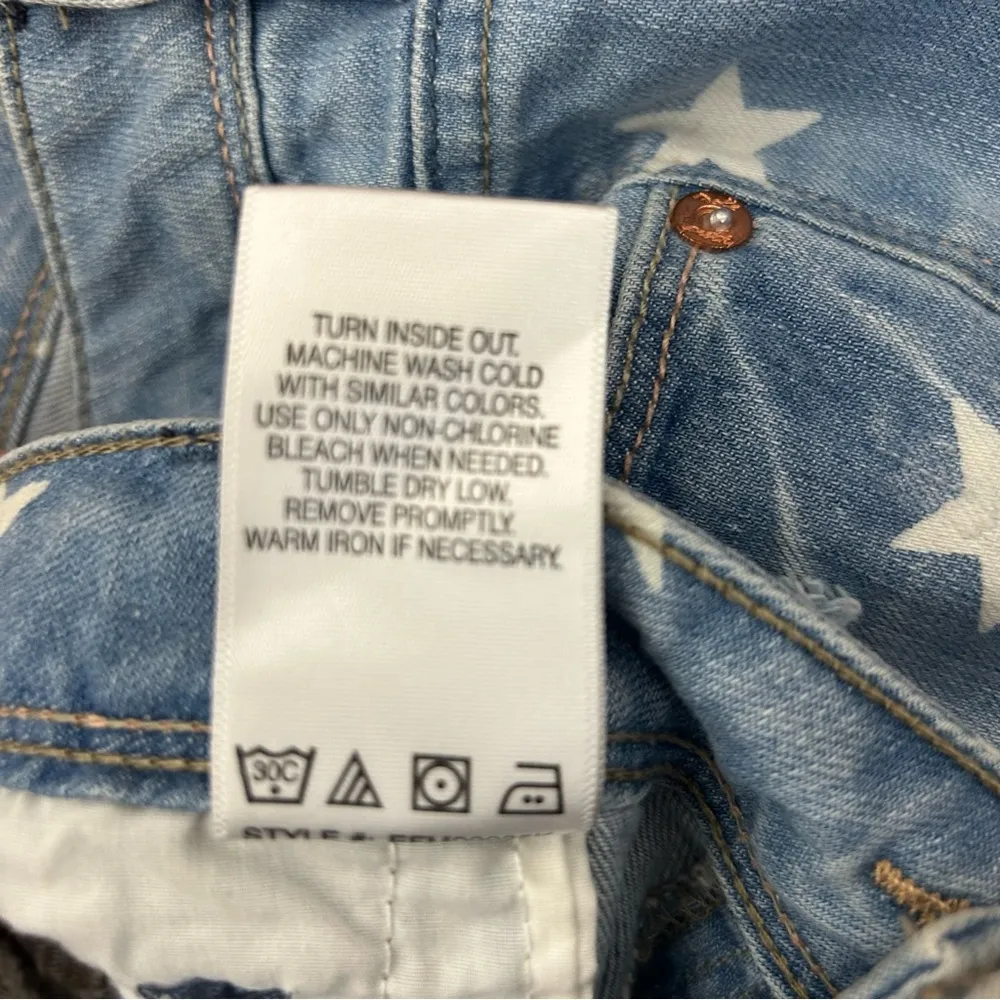 TURN INSIDE OUT.
MACHINE WASH COLD
WITH SIMILAR COLORS.
USE ONLY NON-CHLORINE
BLEACH WHEN NEEDED.
TUMBLE DRY LOW.
REMOVE PROMPTLY.
WARM IRON IF NECESSARY.
30C
STYLE #: